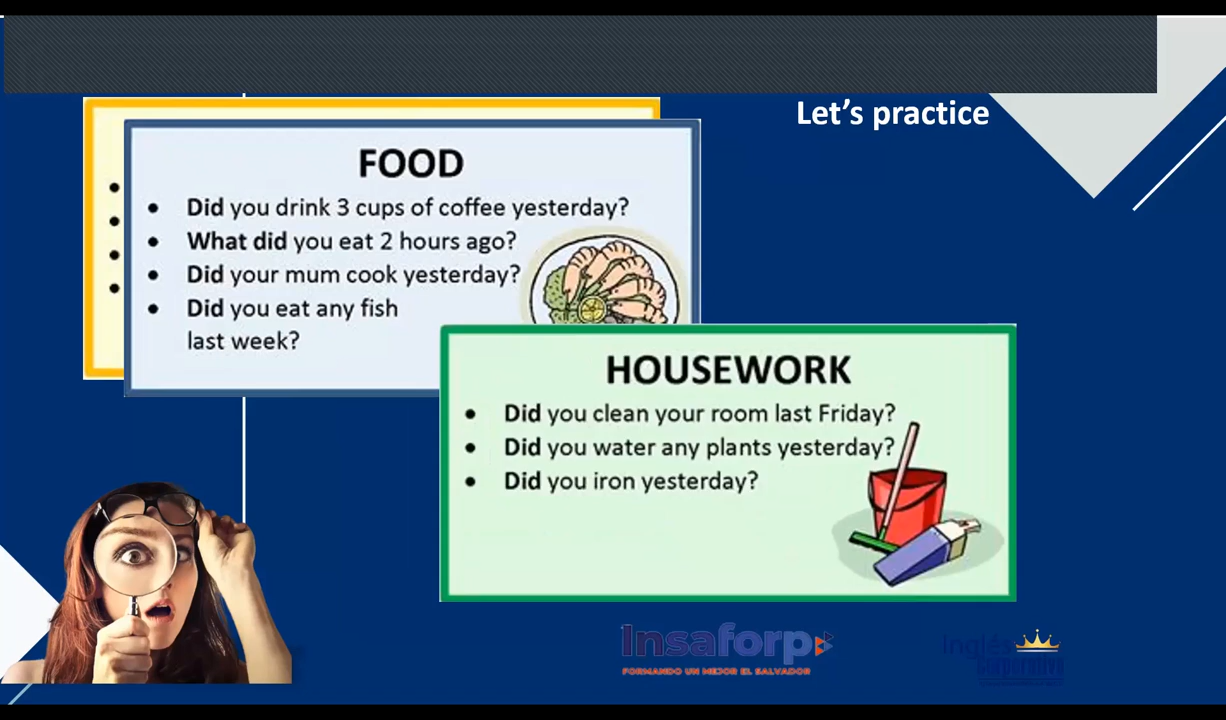 Let's practice
FOOD
• Did you drink 3 cups of coffee yesterday?
• What did you eat 2 hours ago?
• Did your mum cook yesterday?
• Did you eat any fish
last week?
HOUSEWORK
• Did you clean your room last Friday?
• Did you water any plants yesterday?
• Did you iron yesterday?
Insaforp
FORMANDO UN MEJOR EL SALVADOR
Inglés
Corporativo